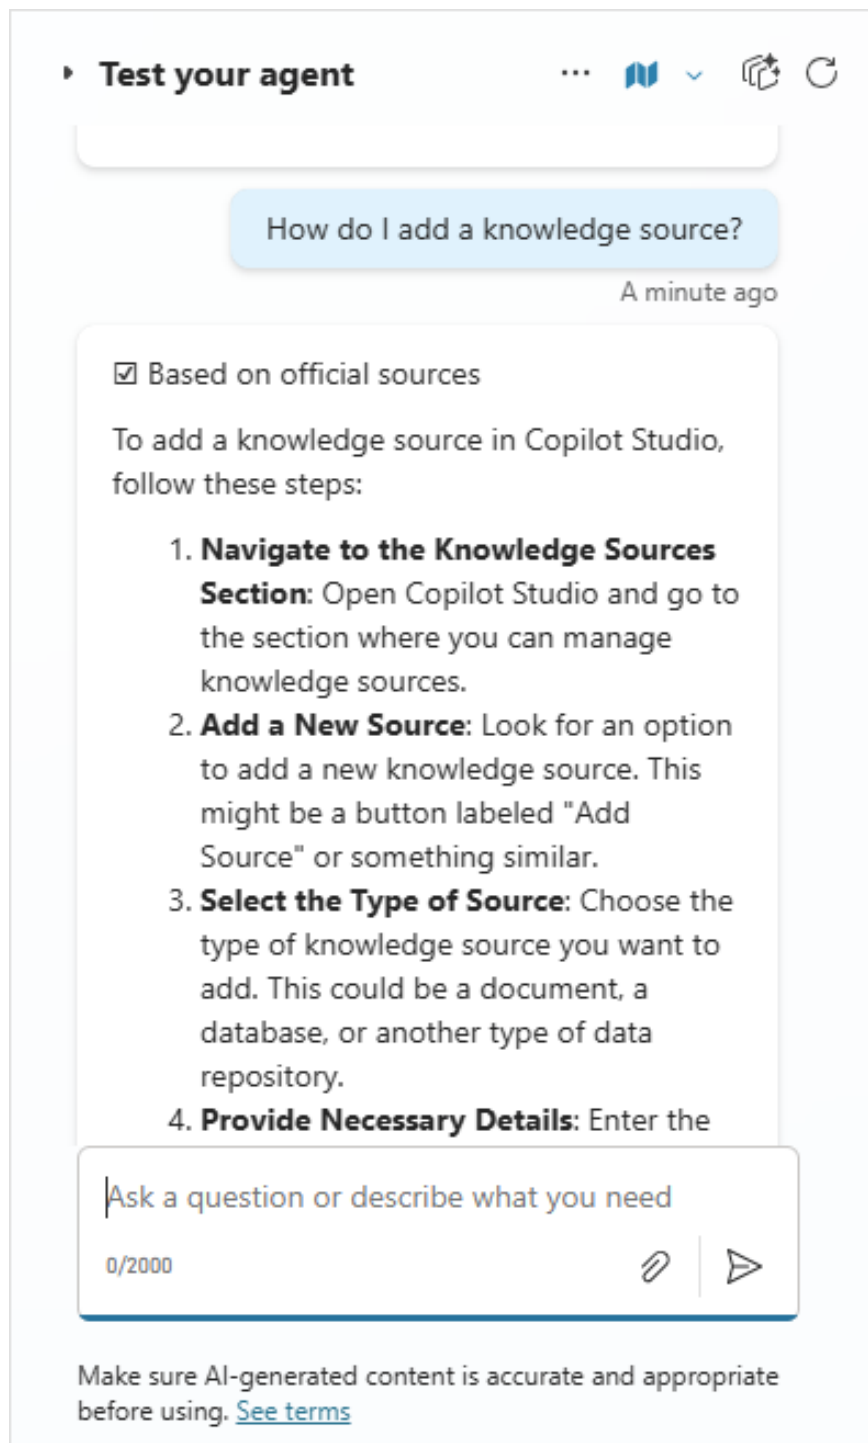 Test your agent
How do I add a knowledge source?
A minute ago
☑ Based on official sources
To add a knowledge source in Copilot Studio,
follow these steps:
1. Navigate to the Knowledge Sources
Section: Open Copilot Studio and go to
the section where you can manage
knowledge sources.
2. Add a New Source: Look for an option
to add a new knowledge source. This
might be a button labeled "Add
Source" or something similar.
3. Select the Type of Source: Choose the
type of knowledge source you want to
add. This could be a document, a
database, or another type of data
repository.
4. Provide Necessary Details: Enter the
Ask a question or describe what you need
0/2000
Make sure AI-generated content is accurate and appropriate
before using. See terms